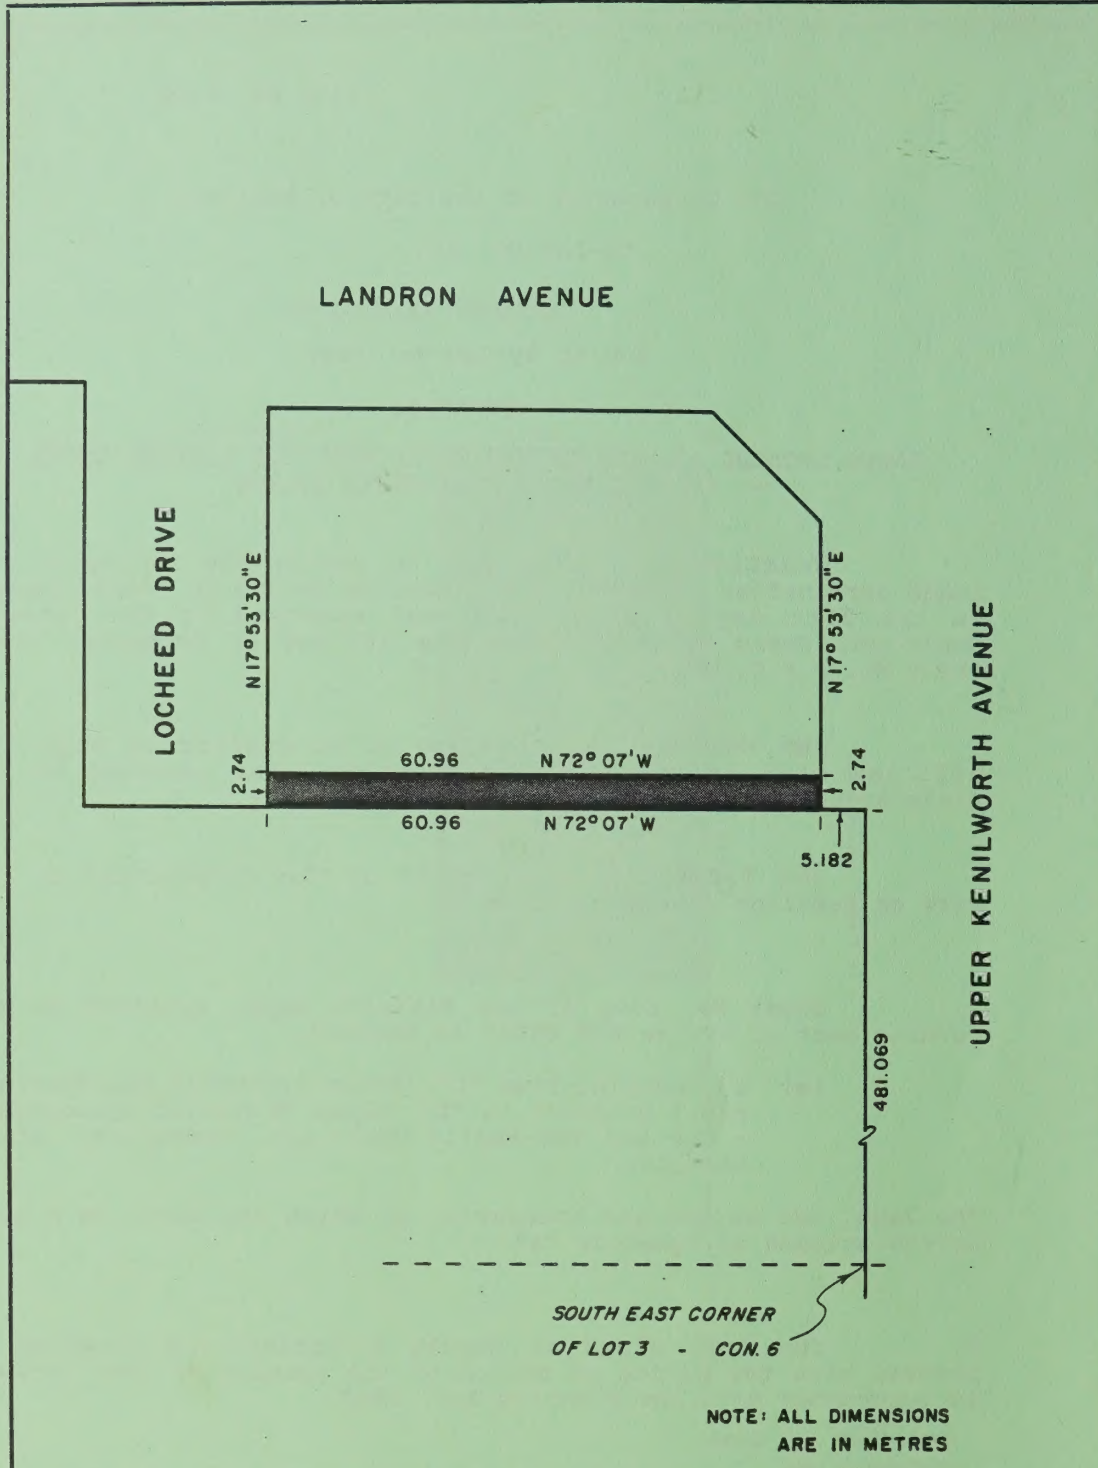 LANDRON AVENUE
LOCHEED DRIVE
N17°53'30"E
N17°53'30"E
UPPER KENILWORTH AVENUE
2.74
60.96 N 72° 07' W
2.74
60.96 N 72° 07' W
5.182
481.069
SOUTH EAST CORNER
OF LOT 3 - CON. 6
NOTE: ALL DIMENSIONS
ARE IN METRES